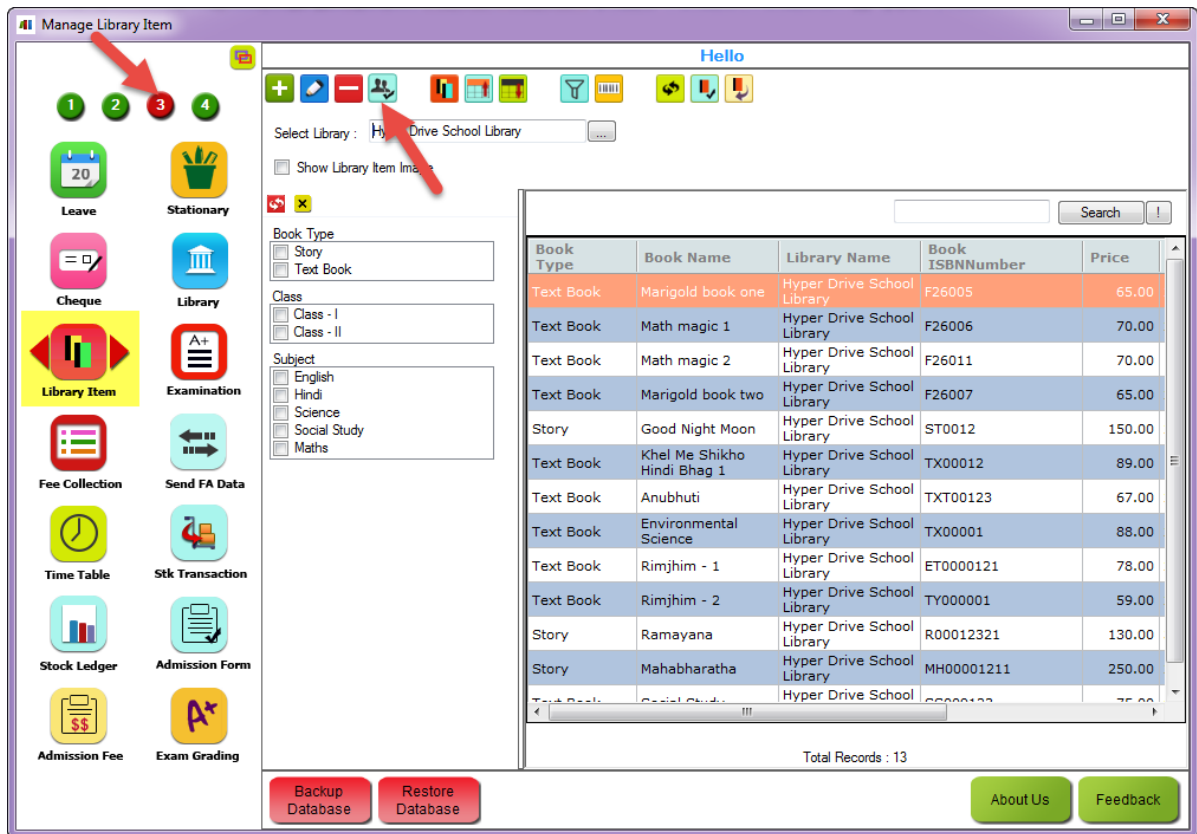 Manage Library Item
Hello
1 2 3 4
20
Leave
Stationary
Cheque
Library
Library Item
A+
Examination
Fee Collection
Send FA Data
Time Table
Stk Transaction
Stock Ledger
Admission Form
$$
Admission Fee
A+
Exam Grading
Select Library :
Hyper Drive School Library
...
Show Library Item Image
Book Type
Story
Text Book
Class
Class - I
Class - II
Subject
English
Hindi
Science
Social Study
Maths
Search !
Book Type Book Name Library Name Book ISBNNumber Price
Text Book Marigold book one Hyper Drive School Library F26005 65.00
Text Book Math magic 1 Hyper Drive School Library F26006 70.00
Text Book Math magic 2 Hyper Drive School Library F26011 70.00
Text Book Marigold book two Hyper Drive School Library F26007 65.00
Story Good Night Moon Hyper Drive School Library ST0012 150.00
Text Book Khel Me Shikho Hindi Bhag 1 Hyper Drive School Library TX00012 89.00
Text Book Anubhuti Hyper Drive School Library TXT00123 67.00
Text Book Environmental Science Hyper Drive School Library TX00001 88.00
Text Book Rimjhim - 1 Hyper Drive School Library ET0000121 78.00
Text Book Rimjhim - 2 Hyper Drive School Library TY000001 59.00
Story Ramayana Hyper Drive School Library R00012321 130.00
Story Mahabharatha Hyper Drive School Library MH00001211 250.00
Text Book Social Study Hyper Drive School 75.00
Total Records : 13
Backup Database
Restore Database
About Us
Feedback